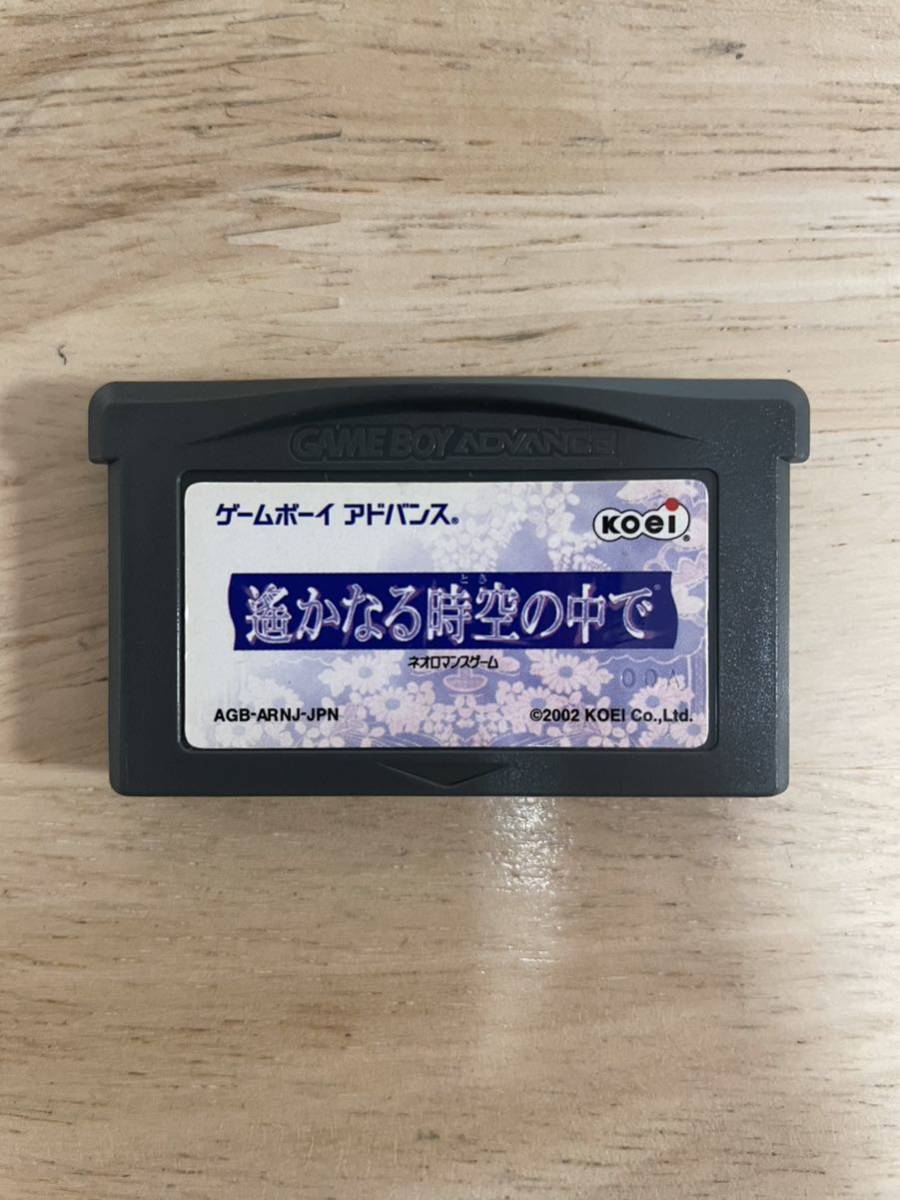 GAME BOY ADVANCE
ゲームボーイ アドバンス®
KOEI®
とき
遙かなる時空の中で
ネオロマンスゲーム
00A
AGB-ARNJ-JPN
©2002 KOEI Co.,Ltd.